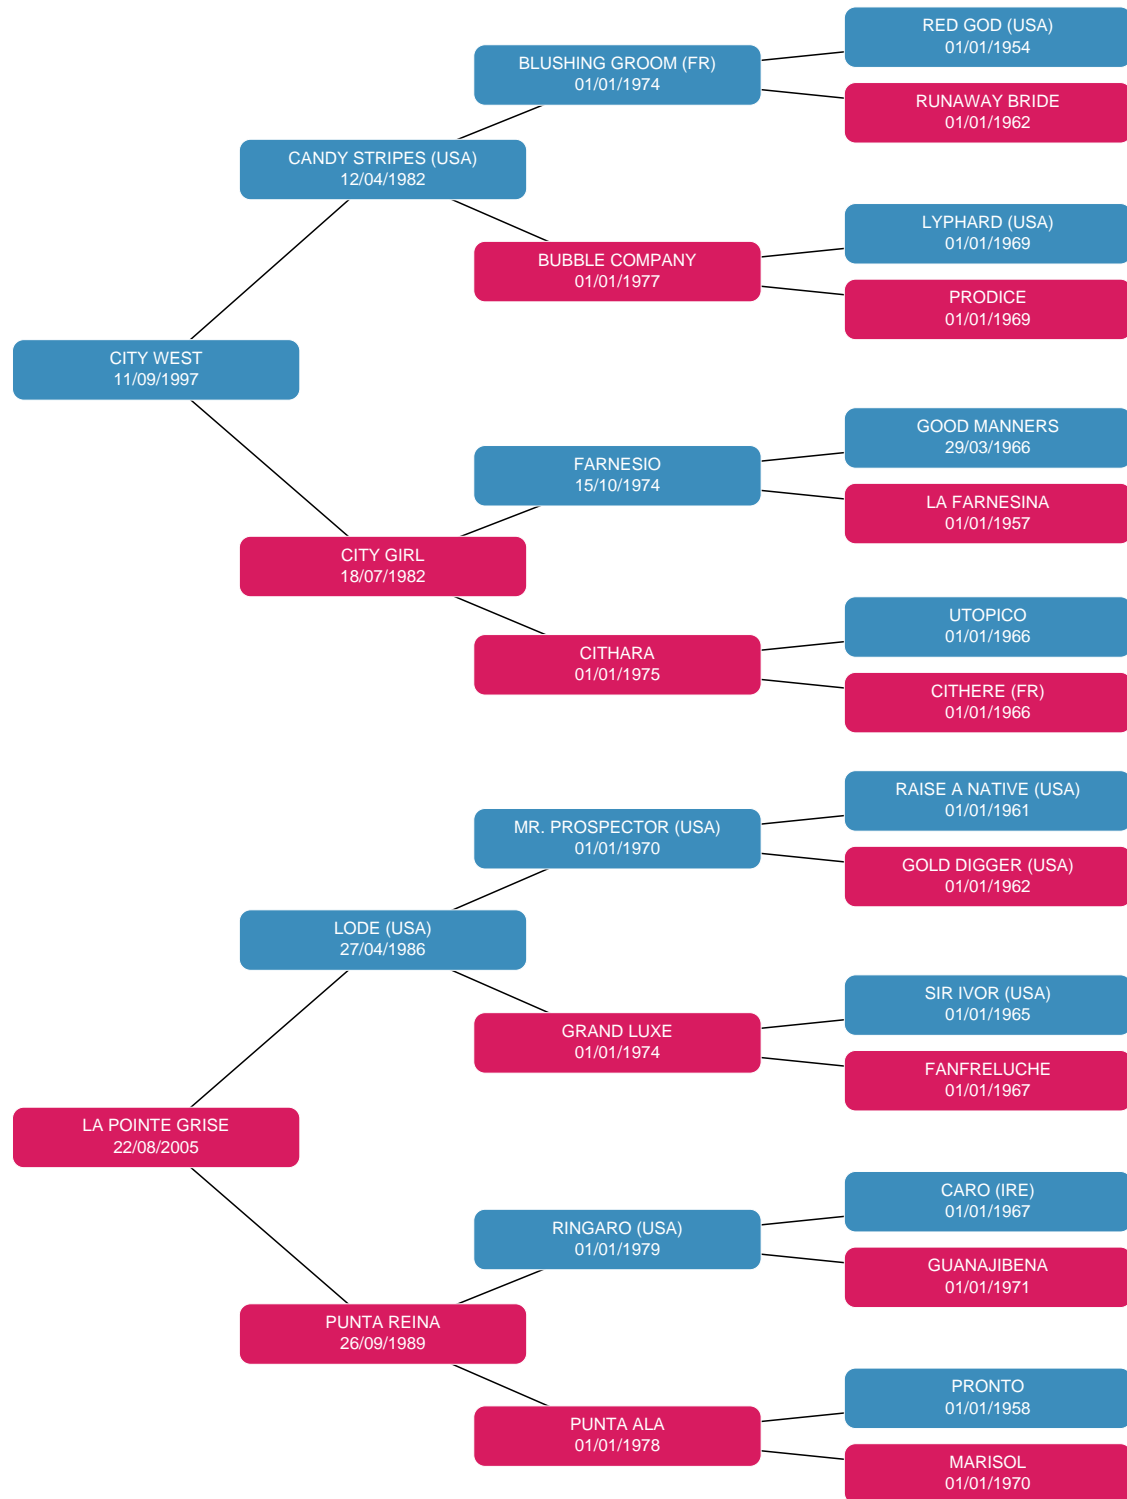 RED GOD (USA)
01/01/1954
BLUSHING GROOM (FR)
01/01/1974
RUNAWAY BRIDE
01/01/1962
CANDY STRIPES (USA)
12/04/1982
LYPHARD (USA)
01/01/1969
BUBBLE COMPANY
01/01/1977
PRODICE
01/01/1969
CITY WEST
11/09/1997
GOOD MANNERS
29/03/1966
FARNESIO
15/10/1974
LA FARNESINA
01/01/1957
CITY GIRL
18/07/1982
UTOPICO
01/01/1966
CITHARA
01/01/1975
CITHERE (FR)
01/01/1966
RAISE A NATIVE (USA)
01/01/1961
MR. PROSPECTOR (USA)
01/01/1970
GOLD DIGGER (USA)
01/01/1962
LODE (USA)
27/04/1986
SIR IVOR (USA)
01/01/1965
GRAND LUXE
01/01/1974
FANFRELUCHE
01/01/1967
LA POINTE GRISE
22/08/2005
CARO (IRE)
01/01/1967
RINGARO (USA)
01/01/1979
GUANAJIBENA
01/01/1971
PUNTA REINA
26/09/1989
PRONTO
01/01/1958
PUNTA ALA
01/01/1978
MARISOL
01/01/1970